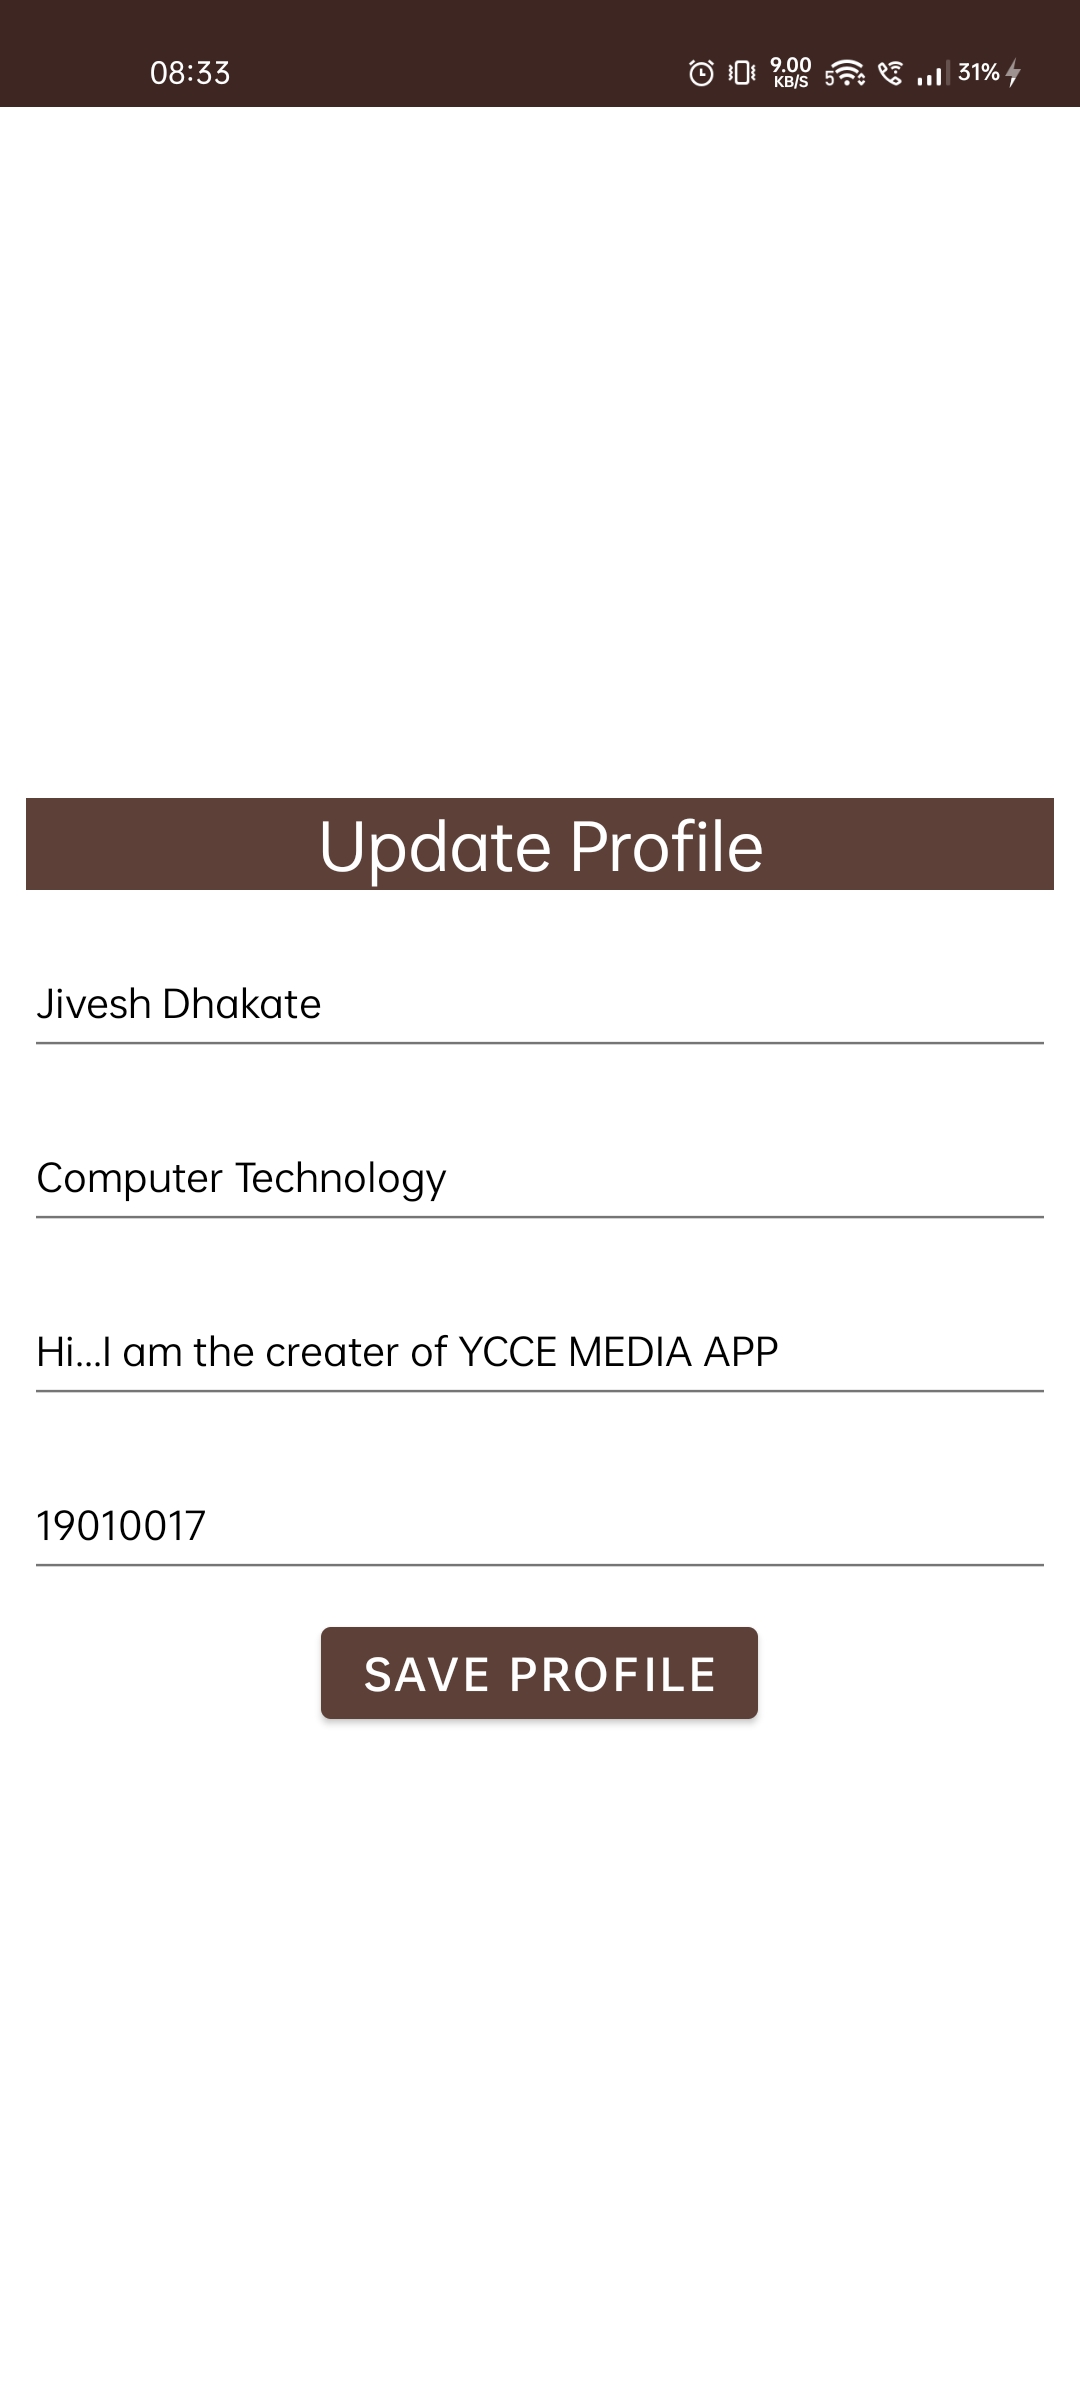 08:33 9.00 KB/S 5 31%
Update Profile
Jivesh Dhakate
Computer Technology
Hi...I am the creater of YCCE MEDIA APP
19010017
SAVE PROFILE